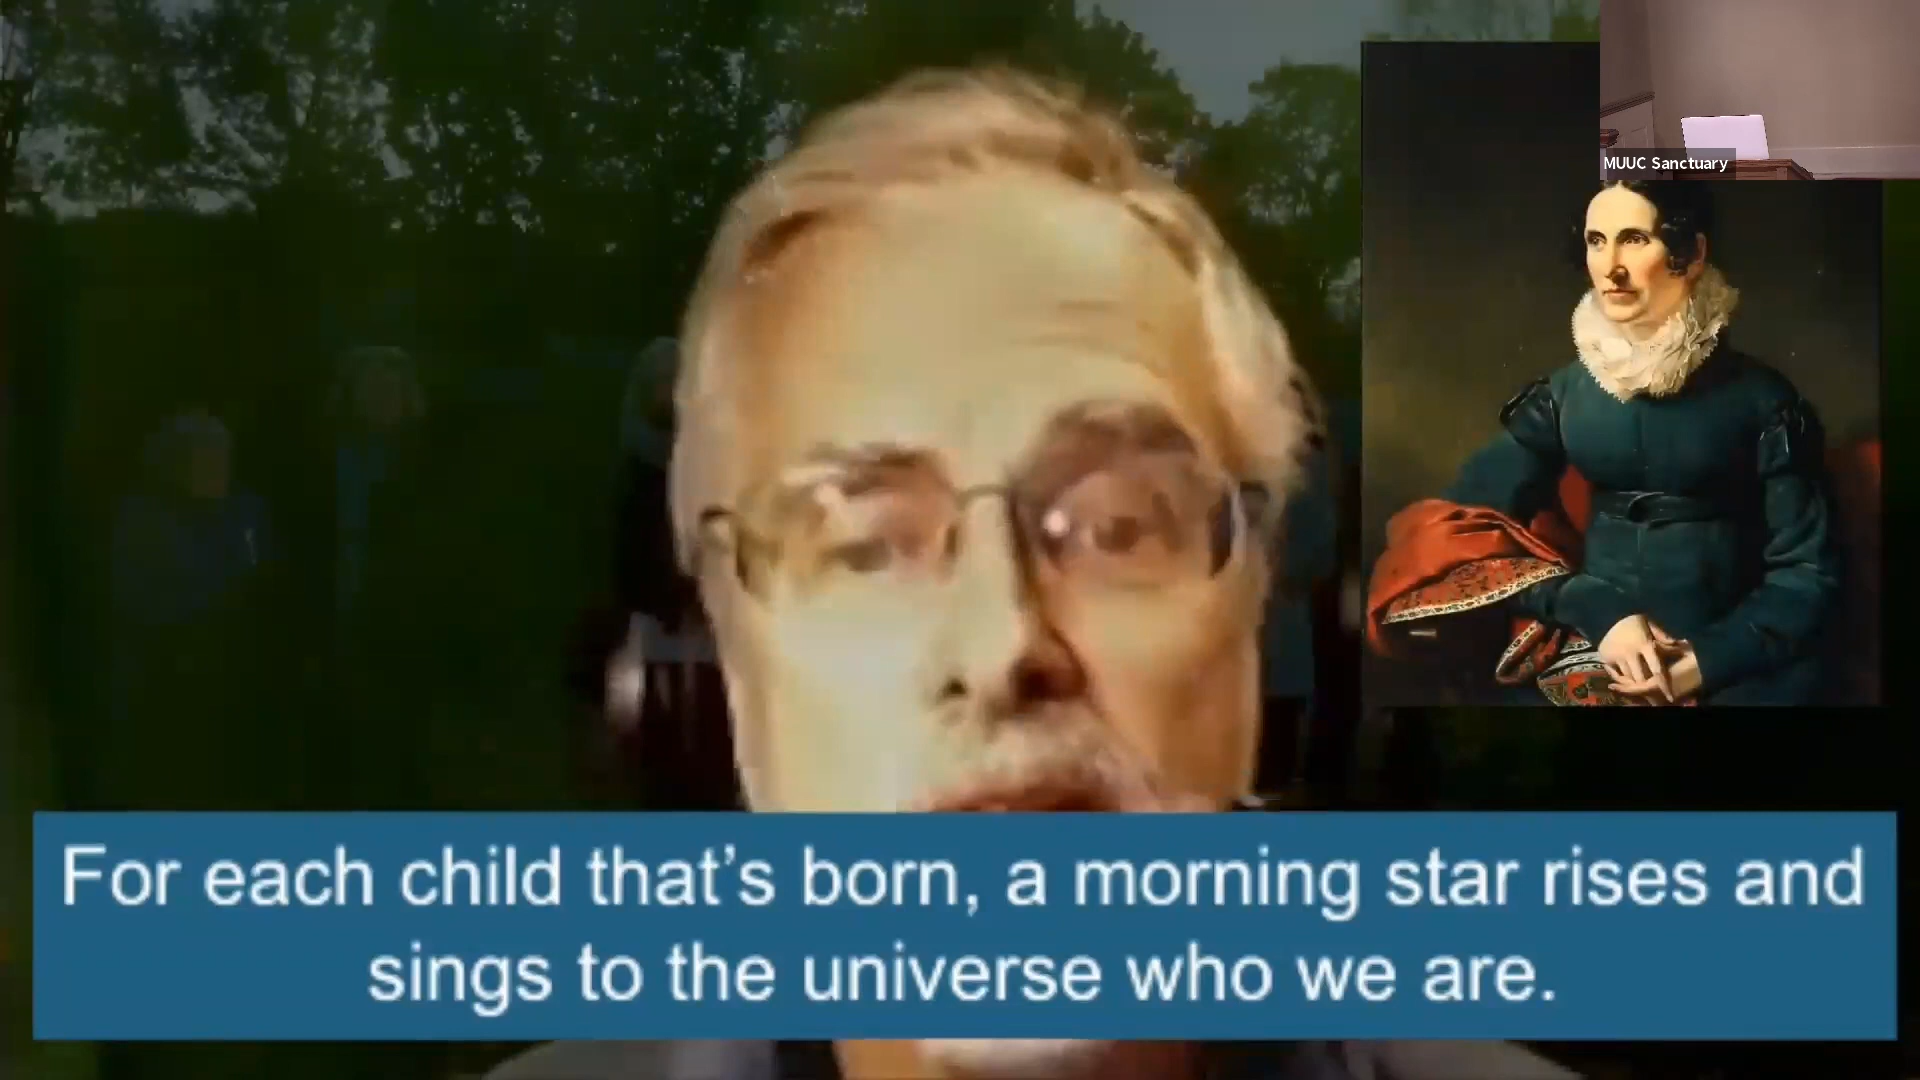 MUUC Sanctuary
For each child that’s born, a morning star rises and
sings to the universe who we are.